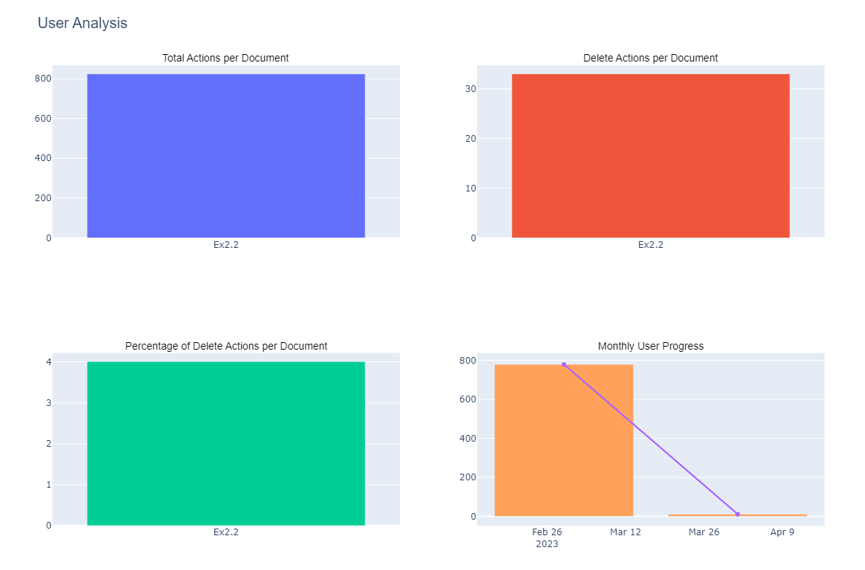 User Analysis
Total Actions per Document
800
600
400
200
0
Ex2.2
Delete Actions per Document
30
20
10
0
Ex2.2
Percentage of Delete Actions per Document
4
3
2
1
0
Ex2.2
Monthly User Progress
800
600
400
200
0
Feb 26 Mar 12 Mar 26 Apr 9
2023